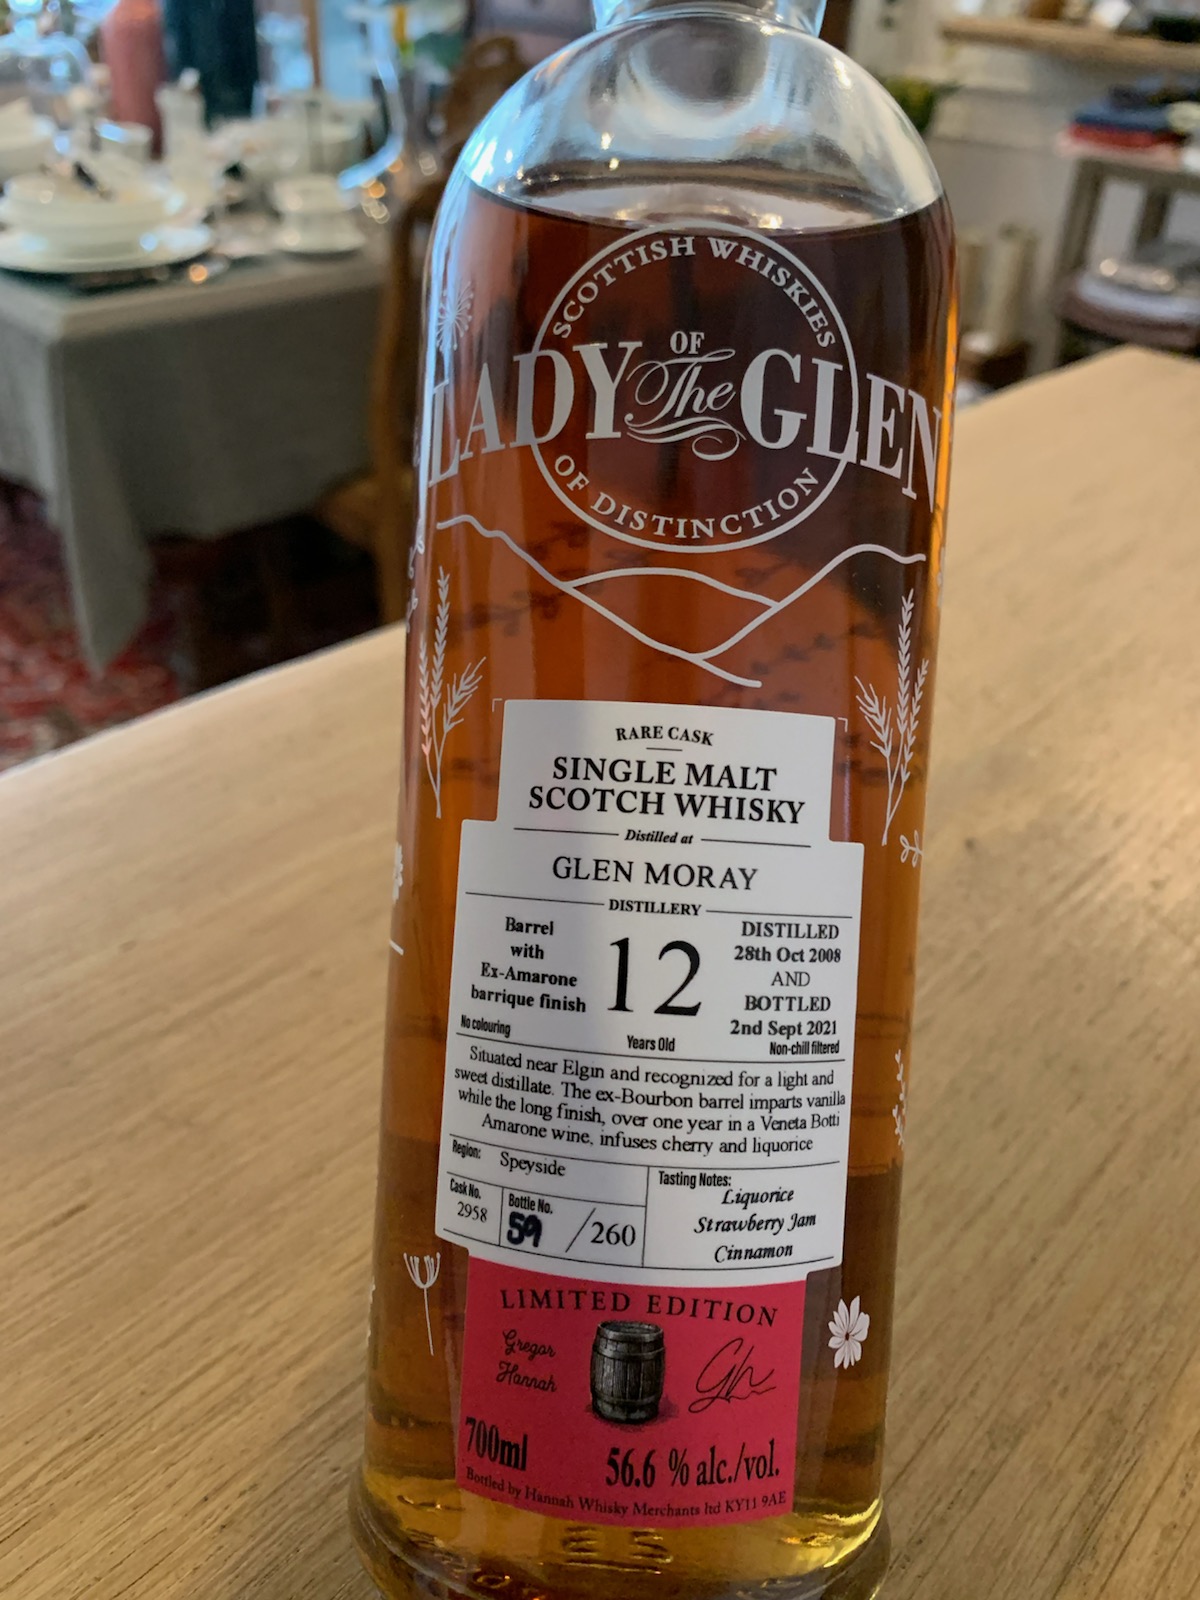 SCOTTISH WHISKIES
LADY OF The GLEN
OF DISTINCTION
RARE CASK
SINGLE MALT
SCOTCH WHISKY
Distilled at
GLEN MORAY
DISTILLERY
Barrel
with
Ex-Amarone
barrique finish
No colouring
12
Years Old
DISTILLED
28th Oct 2008
AND
BOTTLED
2nd Sept 2021
Non-chill filtered
Situated near Elgin and recognized for a light and
sweet distillate. The ex-Bourbon barrel imparts vanilla
while the long finish, over one year in a Veneta Botti
Amarone wine, infuses cherry and liquorice
Region: Speyside
Cask No.
2958
Bottle No.
59 /260
Tasting Notes:
Liquorice
Strawberry Jam
Cinnamon
LIMITED EDITION
Gregor
Hannah
Gh
700ml
56.6 % alc./vol.
Bottled by Hannah Whisky Merchants ltd KY11 9AE